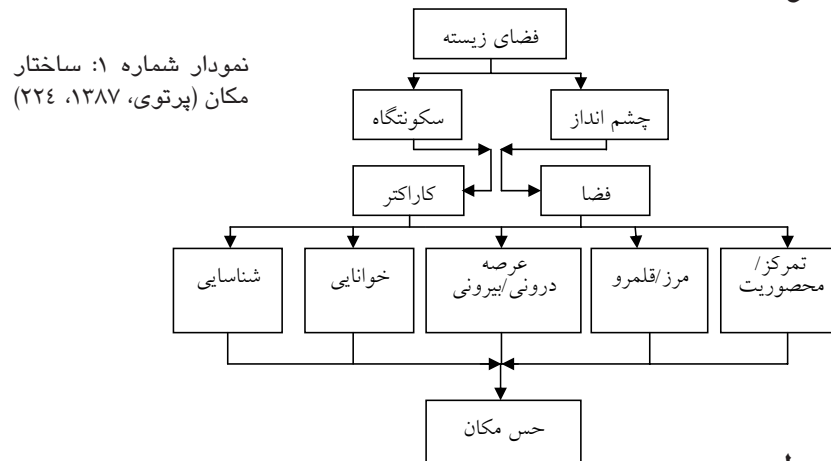 نمودار شماره ۱: ساختار
مکان (پرتوی، ۱۳۸۷، ۲۲٤)
فضای زیسته
چشم انداز
سکونتگاه
فضا
کاراکتر
تمرکز/
محصوریت
مرز/قلمرو
عرصه
درونی/بیرونی
خوانایی
شناسایی
حس مکان